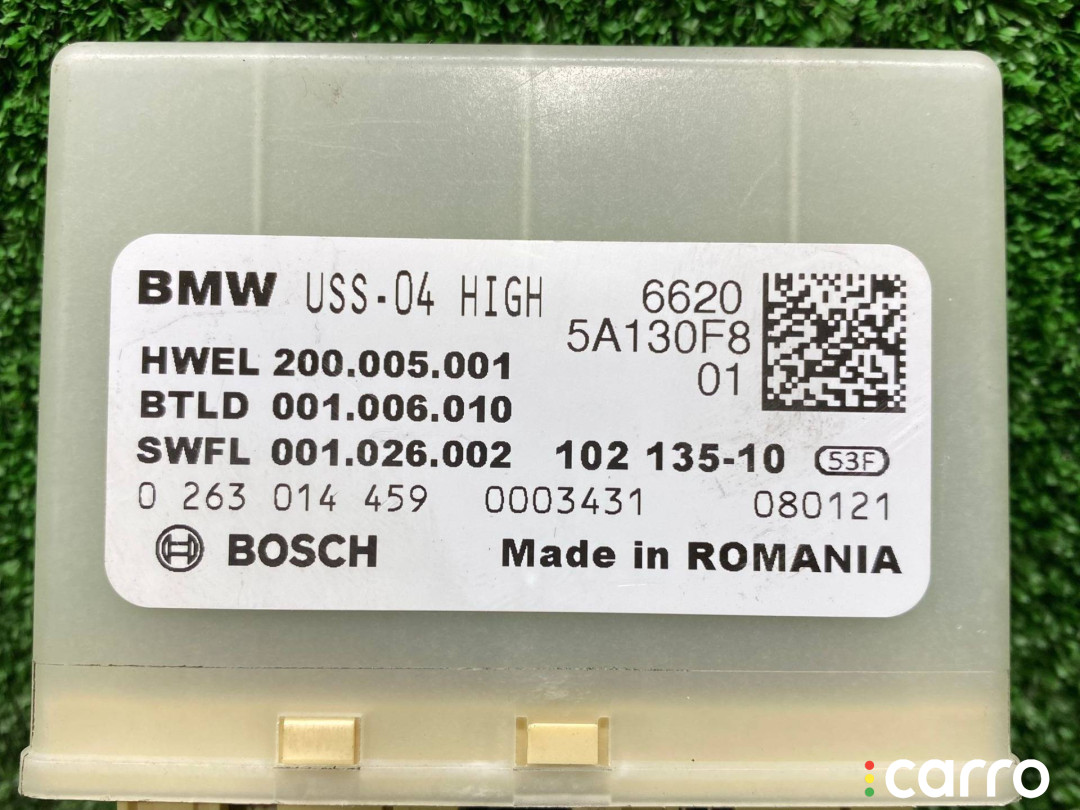 BMW USS-04 HIGH 6620
5A130F8
01
HWEL 200.005.001
BTLD 001.006.010
SWFL 001.026.002 102 135-10 53F
0 263 014 459 0003431 080121
BOSCH Made in ROMANIA
carro